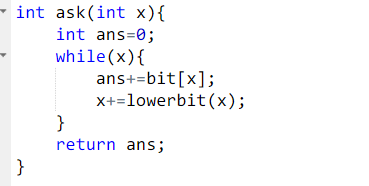 int ask(int x){
    int ans=0;
    while(x){
        ans+=bit[x];
        x+=lowerbit(x);
    }
    return ans;
}